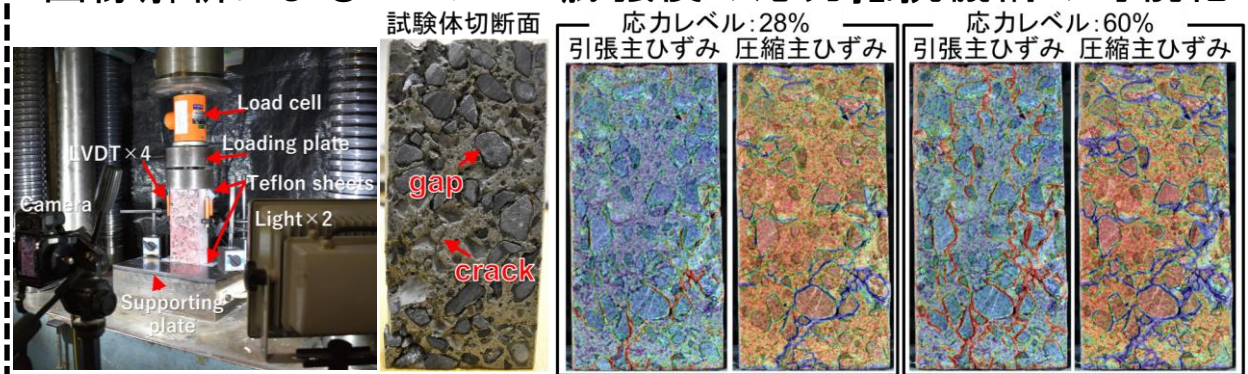 試験体切断面
応力レベル:28%
引張主ひずみ 圧縮主ひずみ
応力レベル:60%
引張主ひずみ 圧縮主ひずみ
Load cell
Loading plate
LVDT×4
Teflon sheets
Camera
Light×2
Supporting
plate
gap
crack